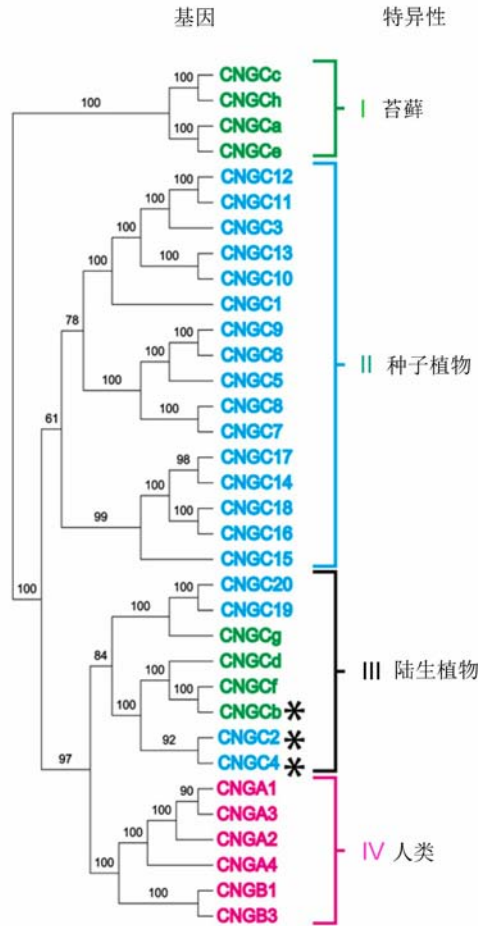 基因 特异性
CNGCc
100
CNGCh
100
I 苔藓
CNGCa
100
CNGCe
CNGC12
100
CNGC11
100
CNGC3
100
CNGC13
100
100
CNGC10
CNGC1
78
CNGC9
100
CNGC6
100
II 种子植物
CNGC5
100
CNGC8
100
CNGC7
61
CNGC17
98
CNGC14
100
CNGC18
100
CNGC16
99
CNGC15
100
CNGC20
100
CNGC19
100
CNGCg
84
CNGCd
100
III 陆生植物
CNGCf
100
100
CNGCb *
CNGC2 *
92
CNGC4 *
97
CNGA1
90
CNGA3
100
CNGA2
100
CNGA4
100
IV 人类
CNGB1
100
CNGB3